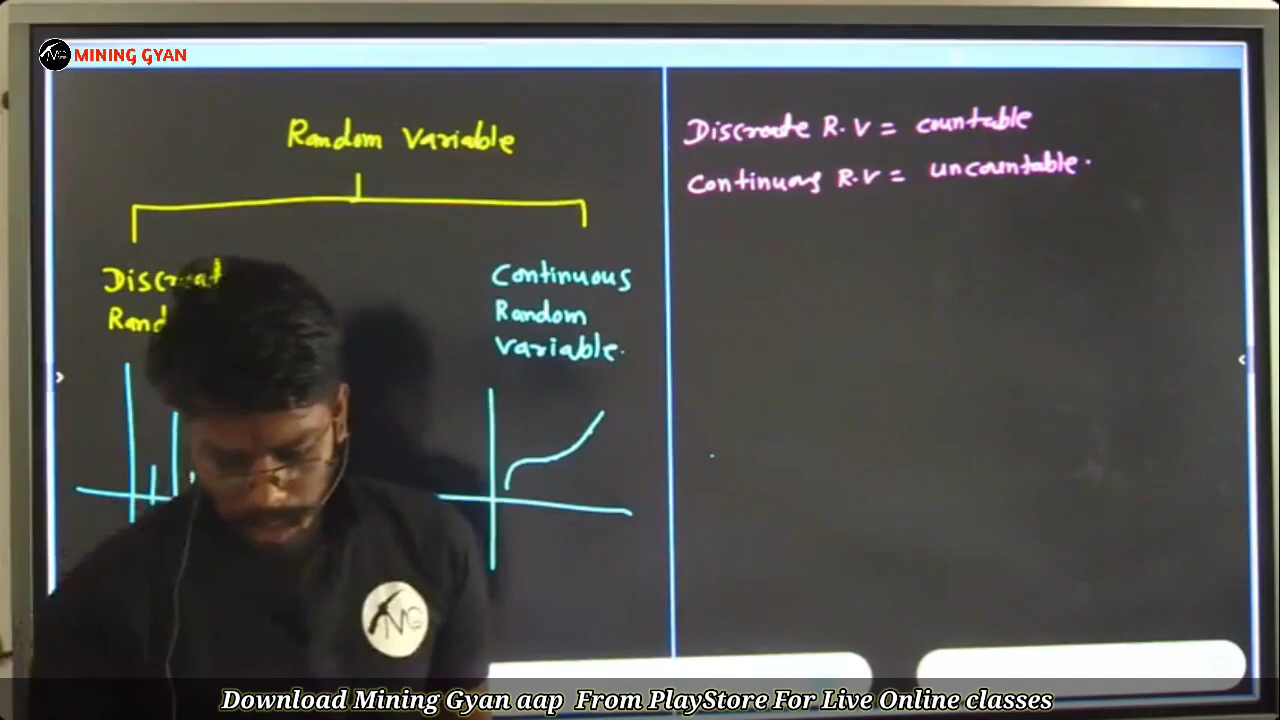 MINING GYAN
Random Variable
Continuous
Random
Variable.
Discreate R.V = countable
Continuous R.V = uncountable.
MG
Download Mining Gyan aap From PlayStore For Live Online classes